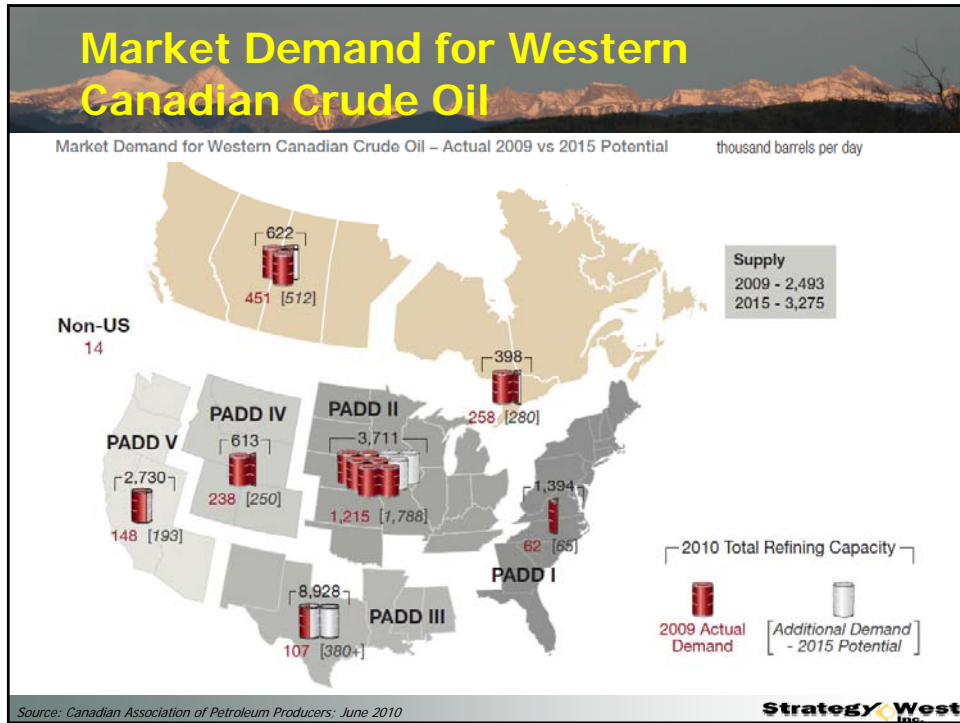 Market Demand for Western
Canadian Crude Oil
Market Demand for Western Canadian Crude Oil – Actual 2009 vs 2015 Potential
thousand barrels per day
622
451 [512]
Supply
2009 - 2,493
2015 - 3,275
Non-US
14
398
258 [280]
PADD V
2,730
148 [193]
PADD IV
613
238 [250]
PADD II
3,711
1,215 [1,788]
1,394
62 [65]
PADD I
8,928
PADD III
107 [380+]
2010 Total Refining Capacity
2009 Actual
Demand
[Additional Demand
- 2015 Potential]
Source: Canadian Association of Petroleum Producers; June 2010
Strategy West
Inc.